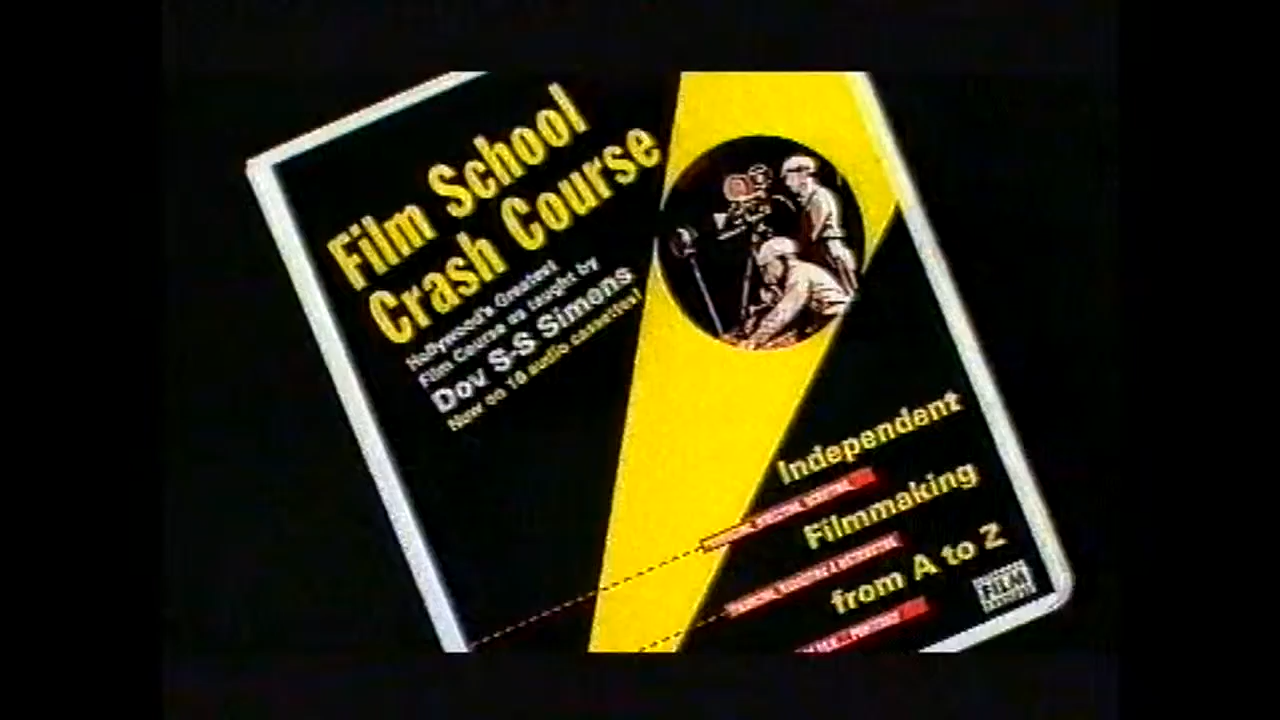 Film School
Crash Course
Hollywood's Greatest
Film Course as taught by
Dov S-S Simens
Now on 16 audio cassettes!
Independent
Filmmaking
from A to Z
FILM